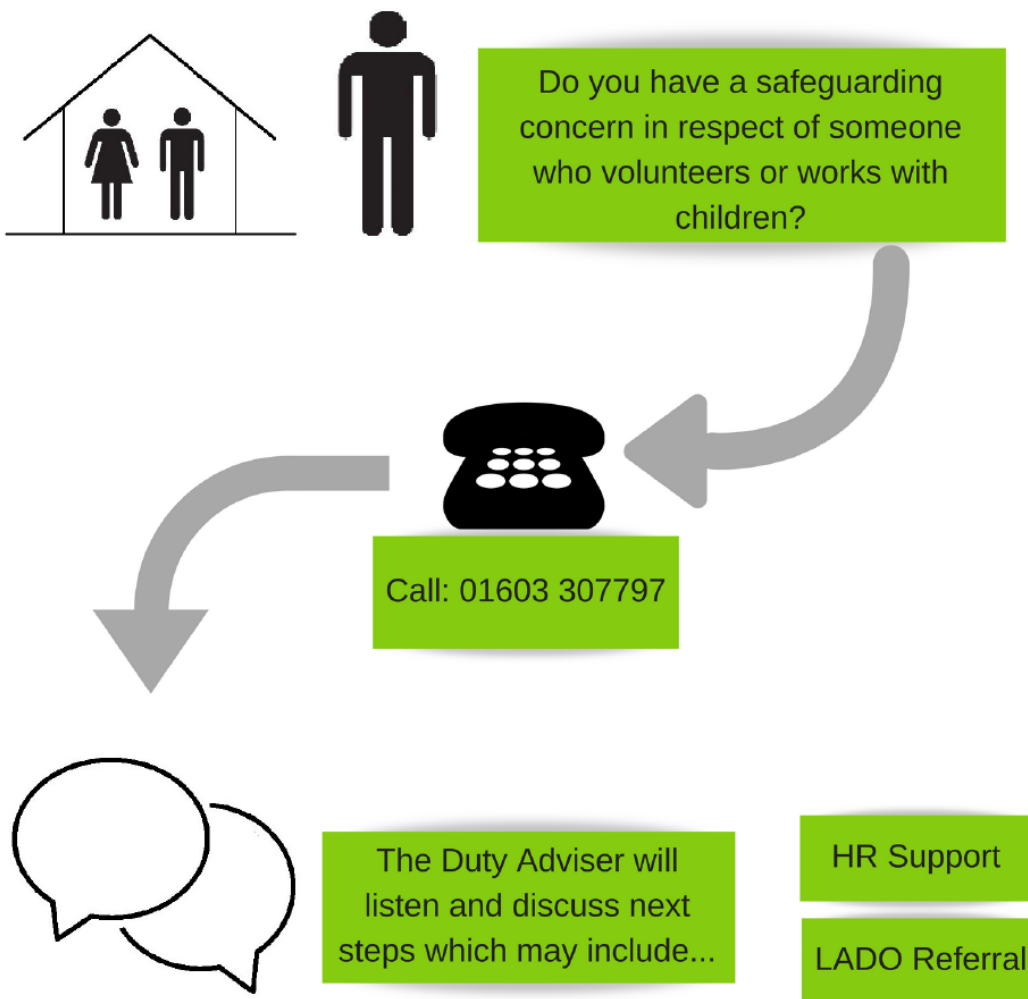 Do you have a safeguarding
concern in respect of someone
who volunteers or works with
children?
Call: 01603 307797
The Duty Adviser will
listen and discuss next
steps which may include...
HR Support
LADO Referral